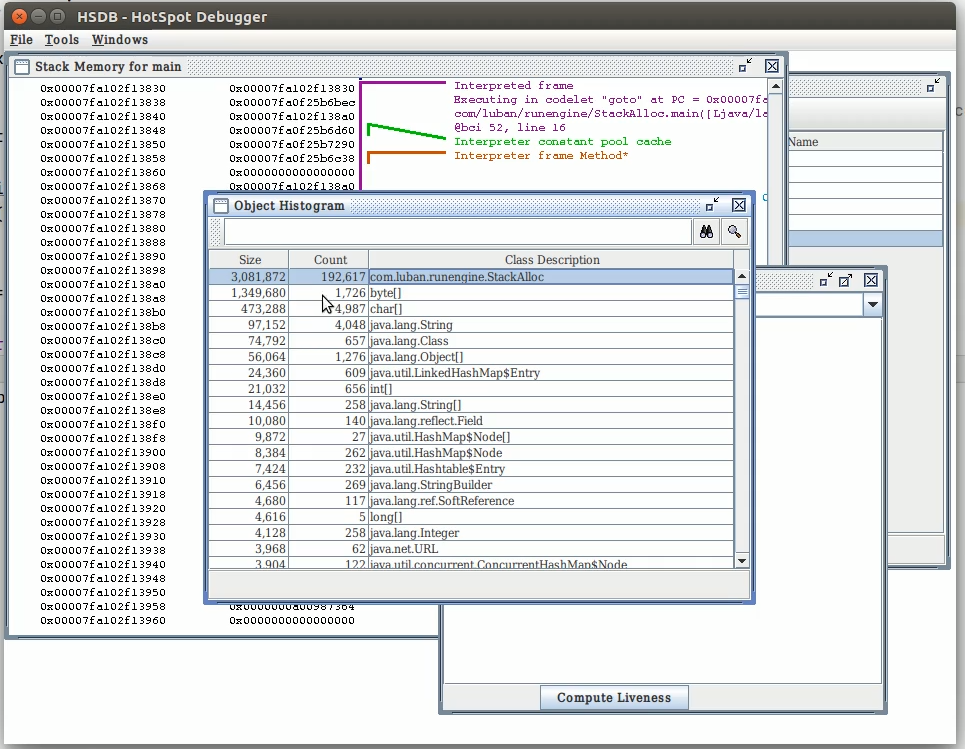 HSDB - HotSpot Debugger
File Tools Windows
Stack Memory for main
0x00007fa102f13830 0x00007fa102f13830 Interpreted frame
0x00007fa102f13838 0x00007fa0f25b6bec Executing in codelet "goto" at PC = 0x00007fa
0x00007fa102f13840 0x00007fa102f138a0 com/luban/runengine/StackAlloc.main([Ljava/la
0x00007fa102f13848 0x00007fa0f25b6d60 @bci 52, line 16
0x00007fa102f13850 0x00007fa0f25b7290 Interpreter constant pool cache
0x00007fa102f13858 0x00007fa0f25b6c38 Interpreter frame Method*
0x00007fa102f13860 0x0000000000000000
0x00007fa102f13868 0x00007fa102f138a0
0x00007fa102f13870
0x00007fa102f13878
0x00007fa102f13880
0x00007fa102f13888
0x00007fa102f13890
0x00007fa102f13898
0x00007fa102f138a0
0x00007fa102f138a8
0x00007fa102f138b0
0x00007fa102f138b8
0x00007fa102f138c0
0x00007fa102f138c8
0x00007fa102f138d0
0x00007fa102f138d8
0x00007fa102f138e0
0x00007fa102f138e8
0x00007fa102f138f0
0x00007fa102f138f8
0x00007fa102f13900
0x00007fa102f13908
0x00007fa102f13910
0x00007fa102f13918
0x00007fa102f13920
0x00007fa102f13928
0x00007fa102f13930
0x00007fa102f13938
0x00007fa102f13940
0x00007fa102f13948
0x00007fa102f13950
0x00007fa102f13958 0x0000000a00987364
0x00007fa102f13960 0x0000000000000000
Name
Object Histogram
Size Count Class Description
3,081,872 192,617 com.luban.runengine.StackAlloc
1,349,680 1,726 byte[]
473,288 4,987 char[]
97,152 4,048 java.lang.String
74,792 657 java.lang.Class
56,064 1,276 java.lang.Object[]
24,360 609 java.util.LinkedHashMap$Entry
21,032 656 int[]
14,456 258 java.lang.String[]
10,080 140 java.lang.reflect.Field
9,872 27 java.util.HashMap$Node[]
8,384 262 java.util.HashMap$Node
7,424 232 java.util.Hashtable$Entry
6,456 269 java.lang.StringBuilder
4,680 117 java.lang.ref.SoftReference
4,616 5 long[]
4,128 258 java.lang.Integer
3,968 62 java.net.URL
3,904 122 java.util.concurrent.ConcurrentHashMap$Node
Compute Liveness